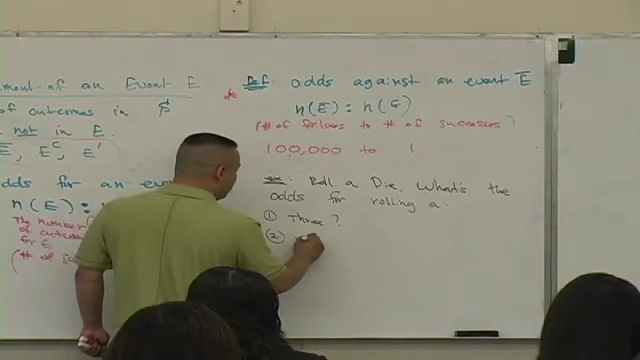 ment of an Event E
of outcomes in
not in E.
E, Eᶜ, E'
odds for an eve
n(E) :
The number
of outcom
for E
(# of
Def odds against an event E̅
n(E̅) : n(E)
(# of failures to # of successes)
100,000 to 1
ex: Roll a Die. What's the
odds for rolling a:
① Three?
②